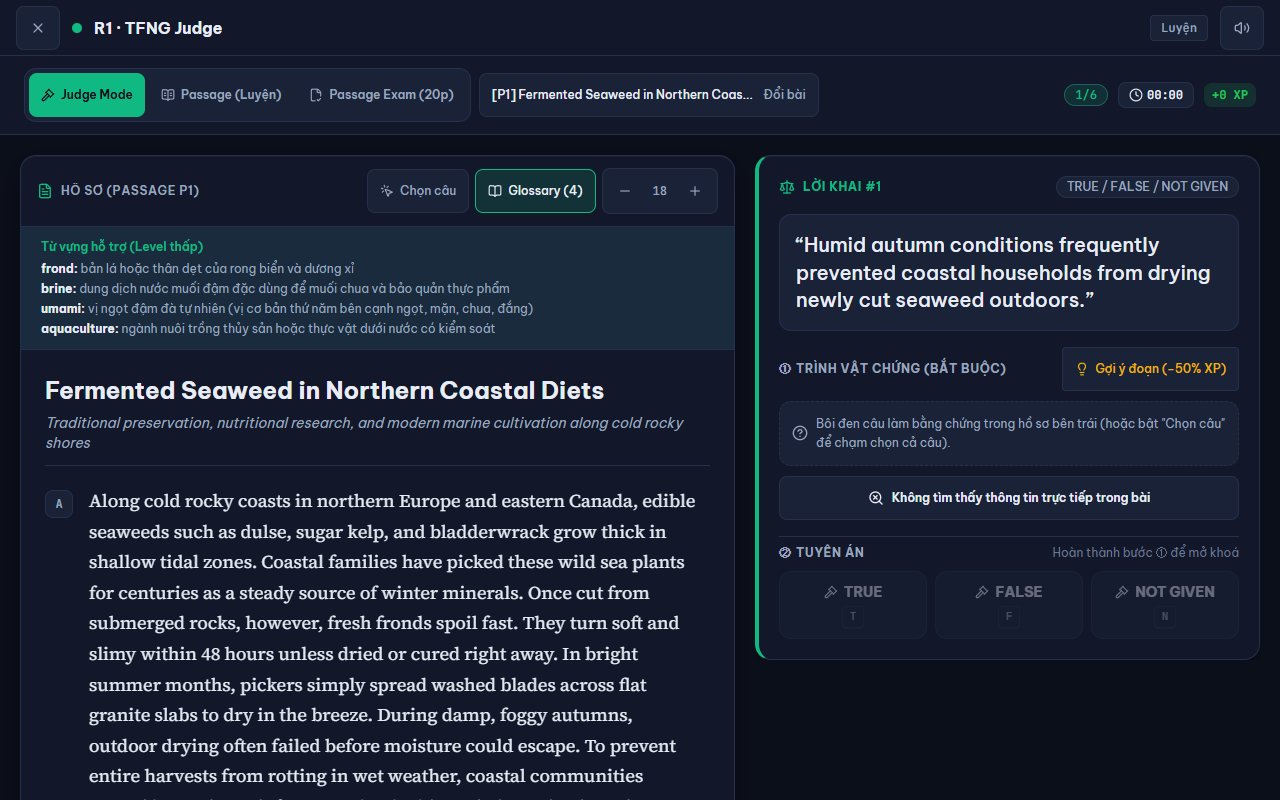 R1 · TFNG Judge
Luyện
Judge Mode
Passage (Luyện)
Passage Exam (20p)
[P1] Fermented Seaweed in Northern Coas... Đổi bài
1/6
00:00
+0 XP
HỒ SƠ (PASSAGE P1)
Chọn câu
Glossary (4)
− 18 +
Từ vựng hỗ trợ (Level thấp)
frond: bản lá hoặc thân dẹt của rong biển và dương xỉ
brine: dung dịch nước muối đậm đặc dùng để muối chua và bảo quản thực phẩm
umami: vị ngọt đậm đà tự nhiên (vị cơ bản thứ năm bên cạnh ngọt, mặn, chua, đắng)
aquaculture: ngành nuôi trồng thủy sản hoặc thực vật dưới nước có kiểm soát
Fermented Seaweed in Northern Coastal Diets
Traditional preservation, nutritional research, and modern marine cultivation along cold rocky
shores
A
Along cold rocky coasts in northern Europe and eastern Canada, edible
seaweeds such as dulse, sugar kelp, and bladderwrack grow thick in
shallow tidal zones. Coastal families have picked these wild sea plants
for centuries as a steady source of winter minerals. Once cut from
submerged rocks, however, fresh fronds spoil fast. They turn soft and
slimy within 48 hours unless dried or cured right away. In bright
summer months, pickers simply spread washed blades across flat
granite slabs to dry in the breeze. During damp, foggy autumns,
outdoor drying often failed before moisture could escape. To prevent
entire harvests from rotting in wet weather, coastal communities
LỜI KHAI #1
TRUE / FALSE / NOT GIVEN
“Humid autumn conditions frequently
prevented coastal households from drying
newly cut seaweed outdoors.”
① TRÌNH VẬT CHỨNG (BẮT BUỘC)
Gợi ý đoạn (−50% XP)
Bôi đen câu làm bằng chứng trong hồ sơ bên trái (hoặc bật "Chọn câu"
để chạm chọn cả câu).
Không tìm thấy thông tin trực tiếp trong bài
② TUYÊN ÁN
Hoàn thành bước ① để mở khoá
TRUE
T
FALSE
F
NOT GIVEN
N